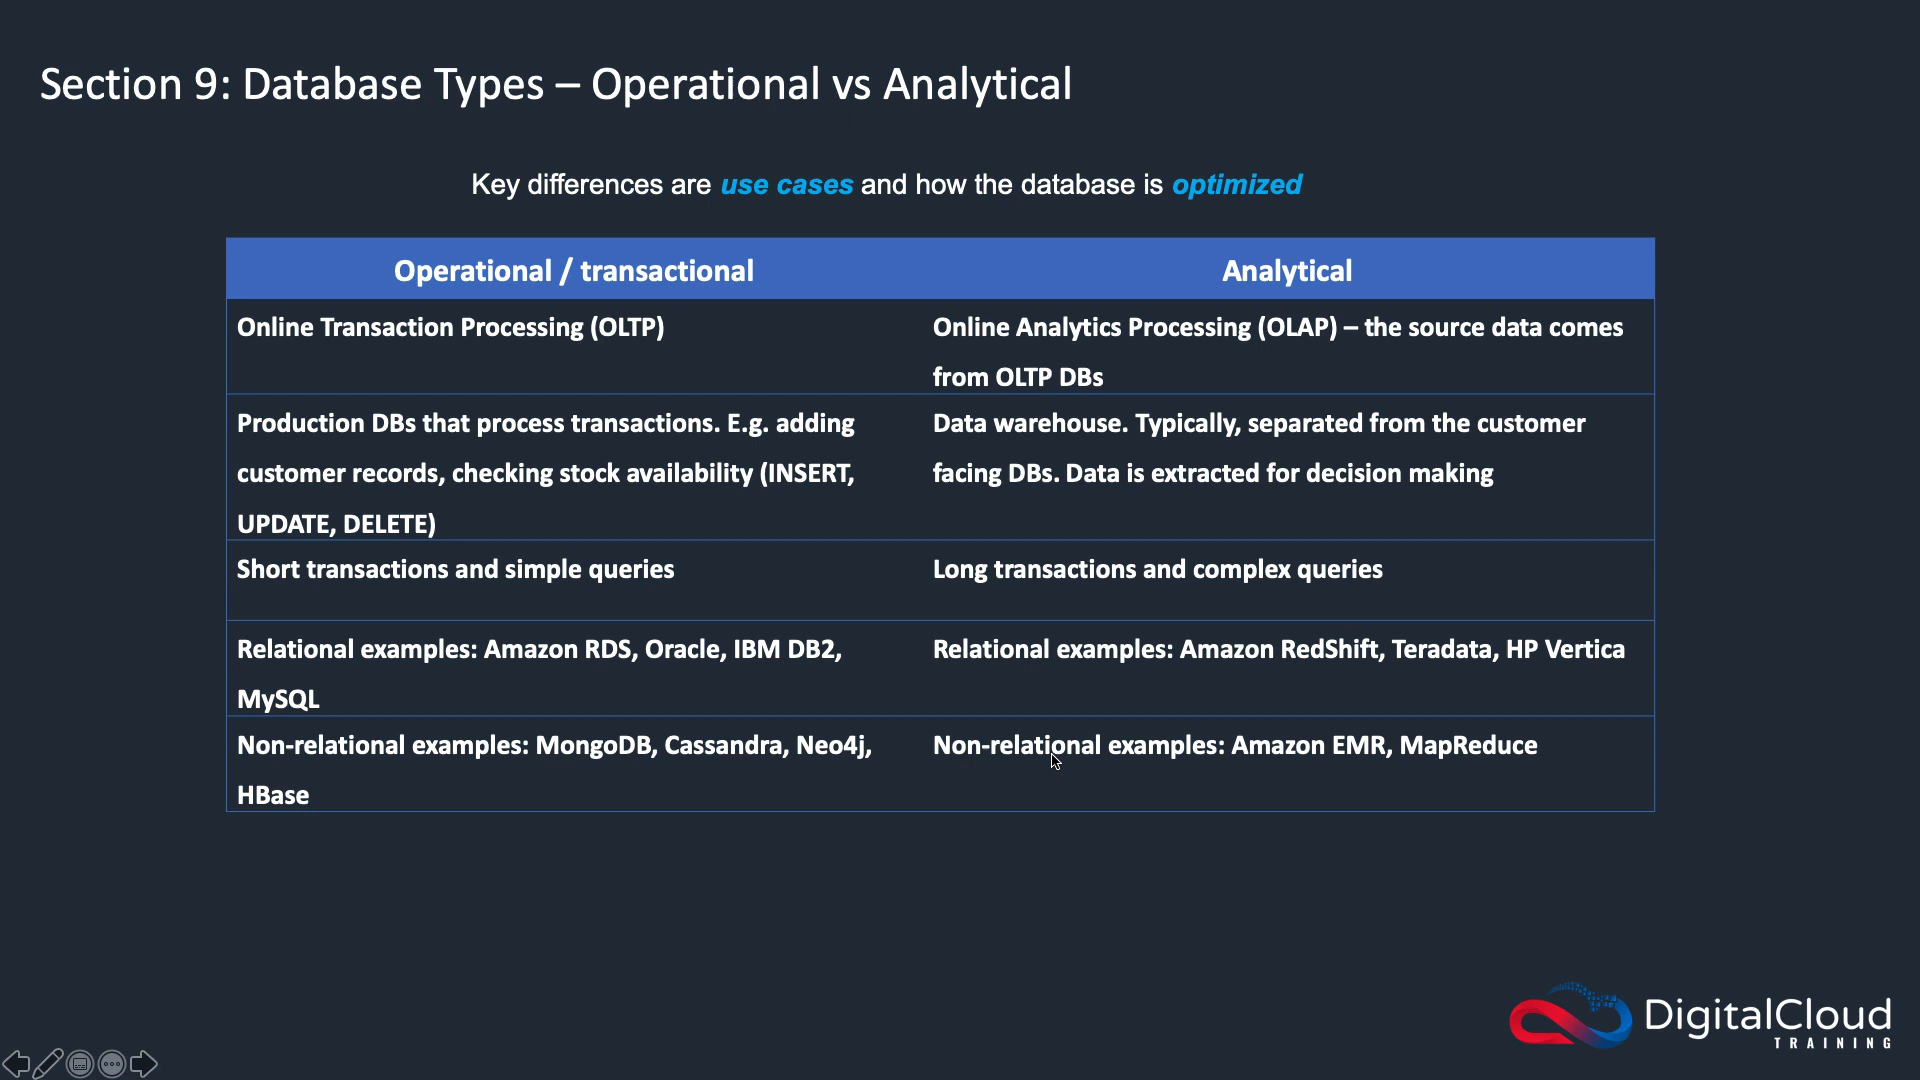 Section 9: Database Types – Operational vs Analytical
Key differences are use cases and how the database is optimized
Operational / transactional
Analytical
Online Transaction Processing (OLTP)
Online Analytics Processing (OLAP) – the source data comes
from OLTP DBs
Production DBs that process transactions. E.g. adding
customer records, checking stock availability (INSERT,
UPDATE, DELETE)
Data warehouse. Typically, separated from the customer
facing DBs. Data is extracted for decision making
Short transactions and simple queries
Long transactions and complex queries
Relational examples: Amazon RDS, Oracle, IBM DB2,
MySQL
Relational examples: Amazon RedShift, Teradata, HP Vertica
Non-relational examples: MongoDB, Cassandra, Neo4j,
HBase
Non-relational examples: Amazon EMR, MapReduce
DigitalCloud
TRAINING